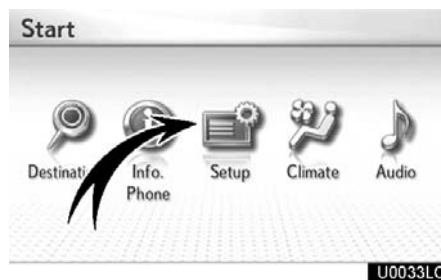 Start
Destinati
Info.
Phone
Setup
Climate
Audio
U0033LC